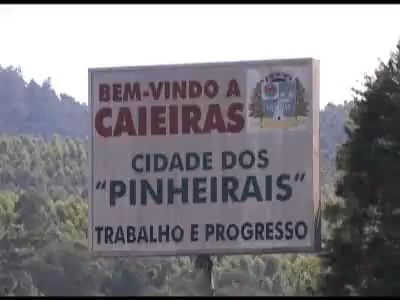 BEM-VINDO A
CAIEIRAS
CIDADE DOS
"PINHEIRAIS"
TRABALHO E PROGRESSO